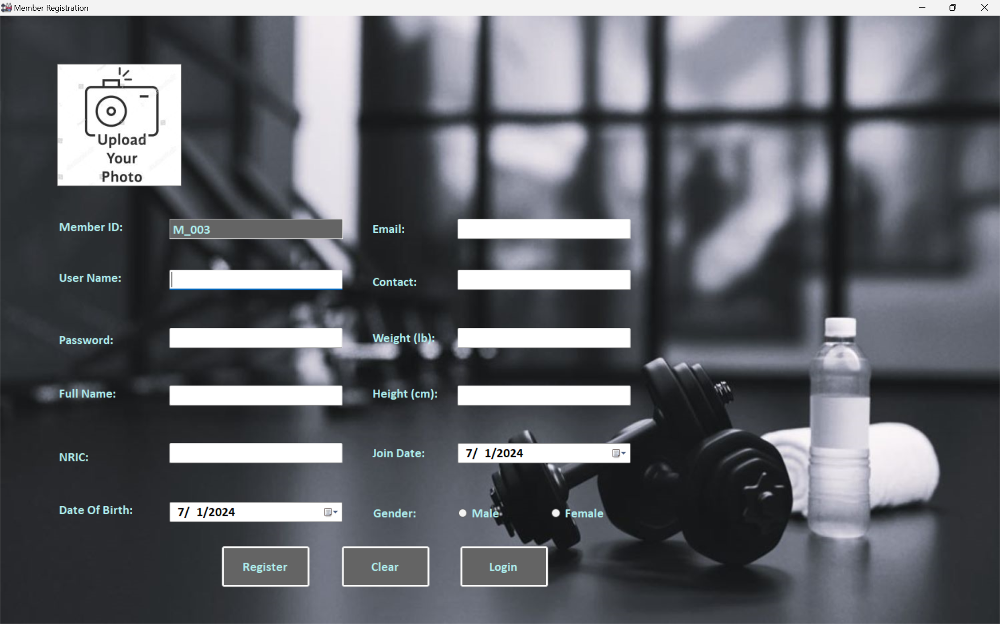 Member Registration
Upload
Your
Photo
Member ID: M_003
Email:
User Name:
Contact:
Password:
Weight (lb):
Full Name:
Height (cm):
NRIC:
Join Date: 7/ 1/2024
Date Of Birth: 7/ 1/2024
Gender: Male Female
Register Clear Login